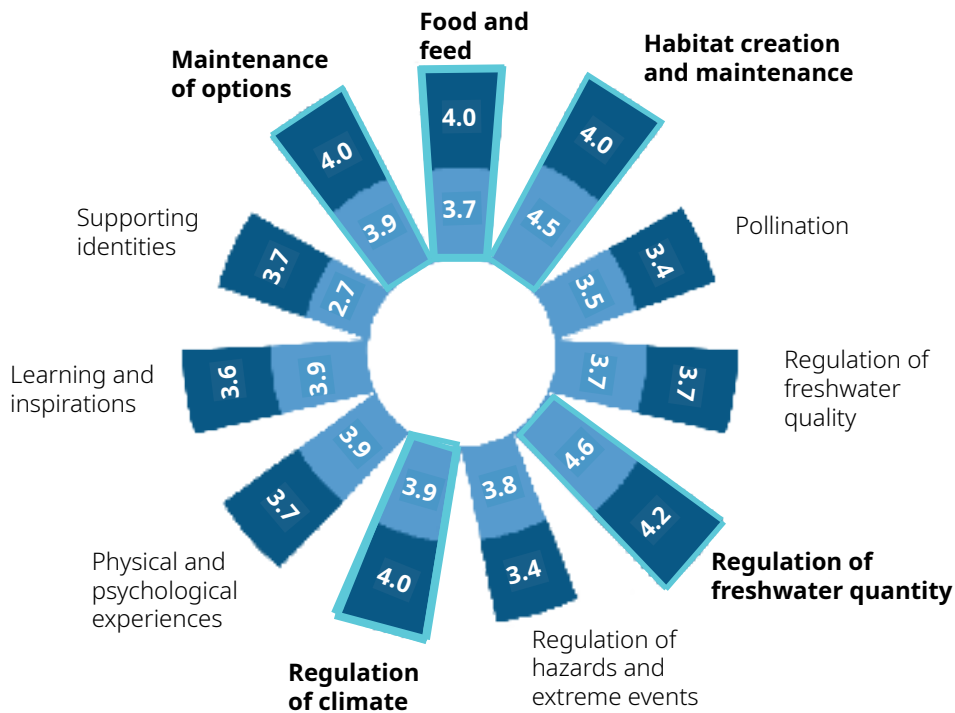 Food and
feed
4.0
3.7
Habitat creation
and maintenance
4.0
4.5
Pollination
3.4
3.5
Regulation of
freshwater
quality
3.7
3.7
Regulation of
freshwater quantity
4.6
4.2
Regulation of
hazards and
extreme events
3.8
3.4
Regulation
of climate
3.9
4.0
Physical and
psychological
experiences
3.9
3.7
Learning and
inspirations
3.6
3.9
Supporting
identities
3.7
2.7
Maintenance
of options
4.0
3.9